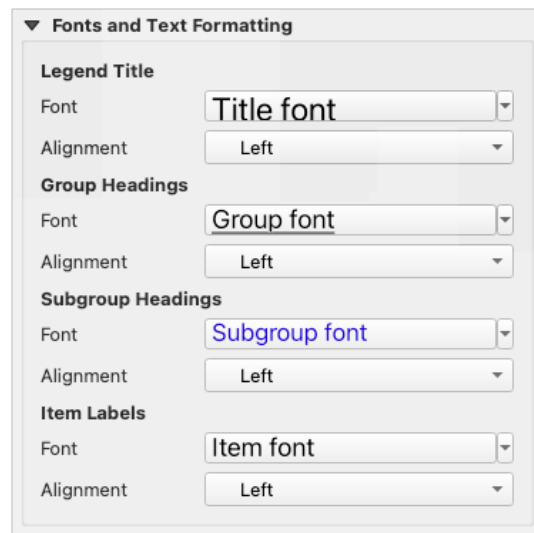 Fonts and Text Formatting
Legend Title
Font Title font
Alignment Left
Group Headings
Font Group font
Alignment Left
Subgroup Headings
Font Subgroup font
Alignment Left
Item Labels
Font Item font
Alignment Left